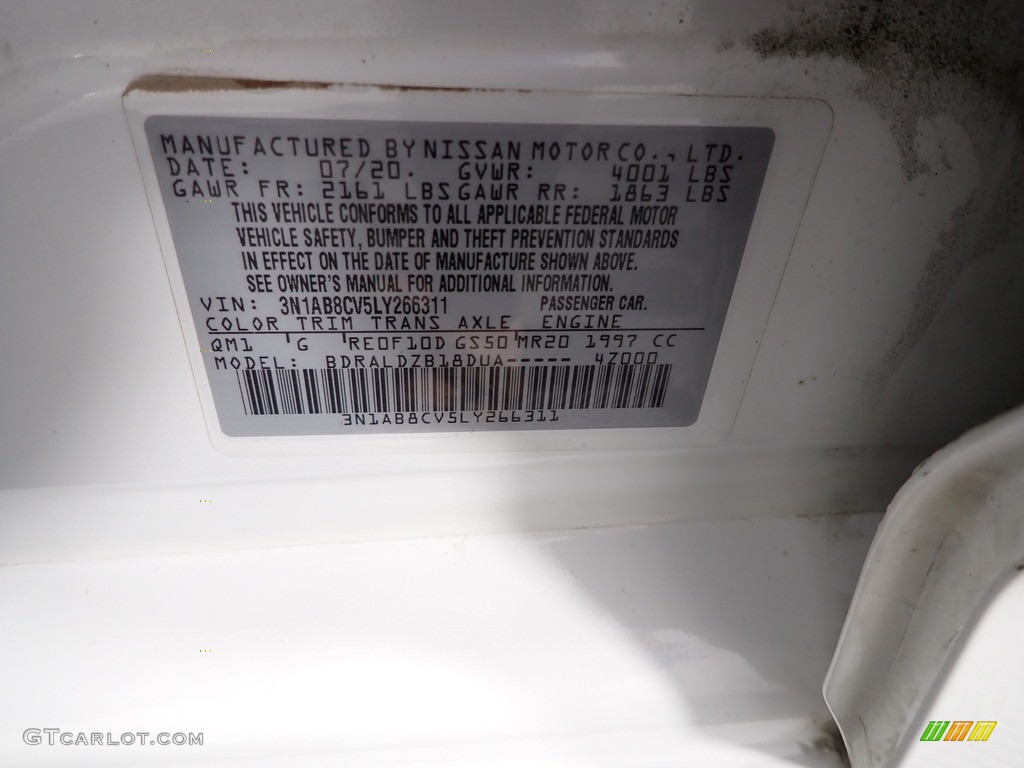 MANUFACTURED BY NISSAN MOTOR CO., LTD.
DATE: 07/20. GVWR: 4001 LBS
GAWR FR: 2161 LBS GAWR RR: 1863 LBS
THIS VEHICLE CONFORMS TO ALL APPLICABLE FEDERAL MOTOR
VEHICLE SAFETY, BUMPER AND THEFT PREVENTION STANDARDS
IN EFFECT ON THE DATE OF MANUFACTURE SHOWN ABOVE.
SEE OWNER'S MANUAL FOR ADDITIONAL INFORMATION.
VIN: 3N1AB8CV5LY266311 PASSENGER CAR.
COLOR TRIM TRANS AXLE ENGINE
QM1 'G 'RE0F10D GS50'MR20 1997 CC
MODEL: BDRALDZB18DUA----- 4Z000
3N1AB8CV5LY266311
GTCARLOT.COM